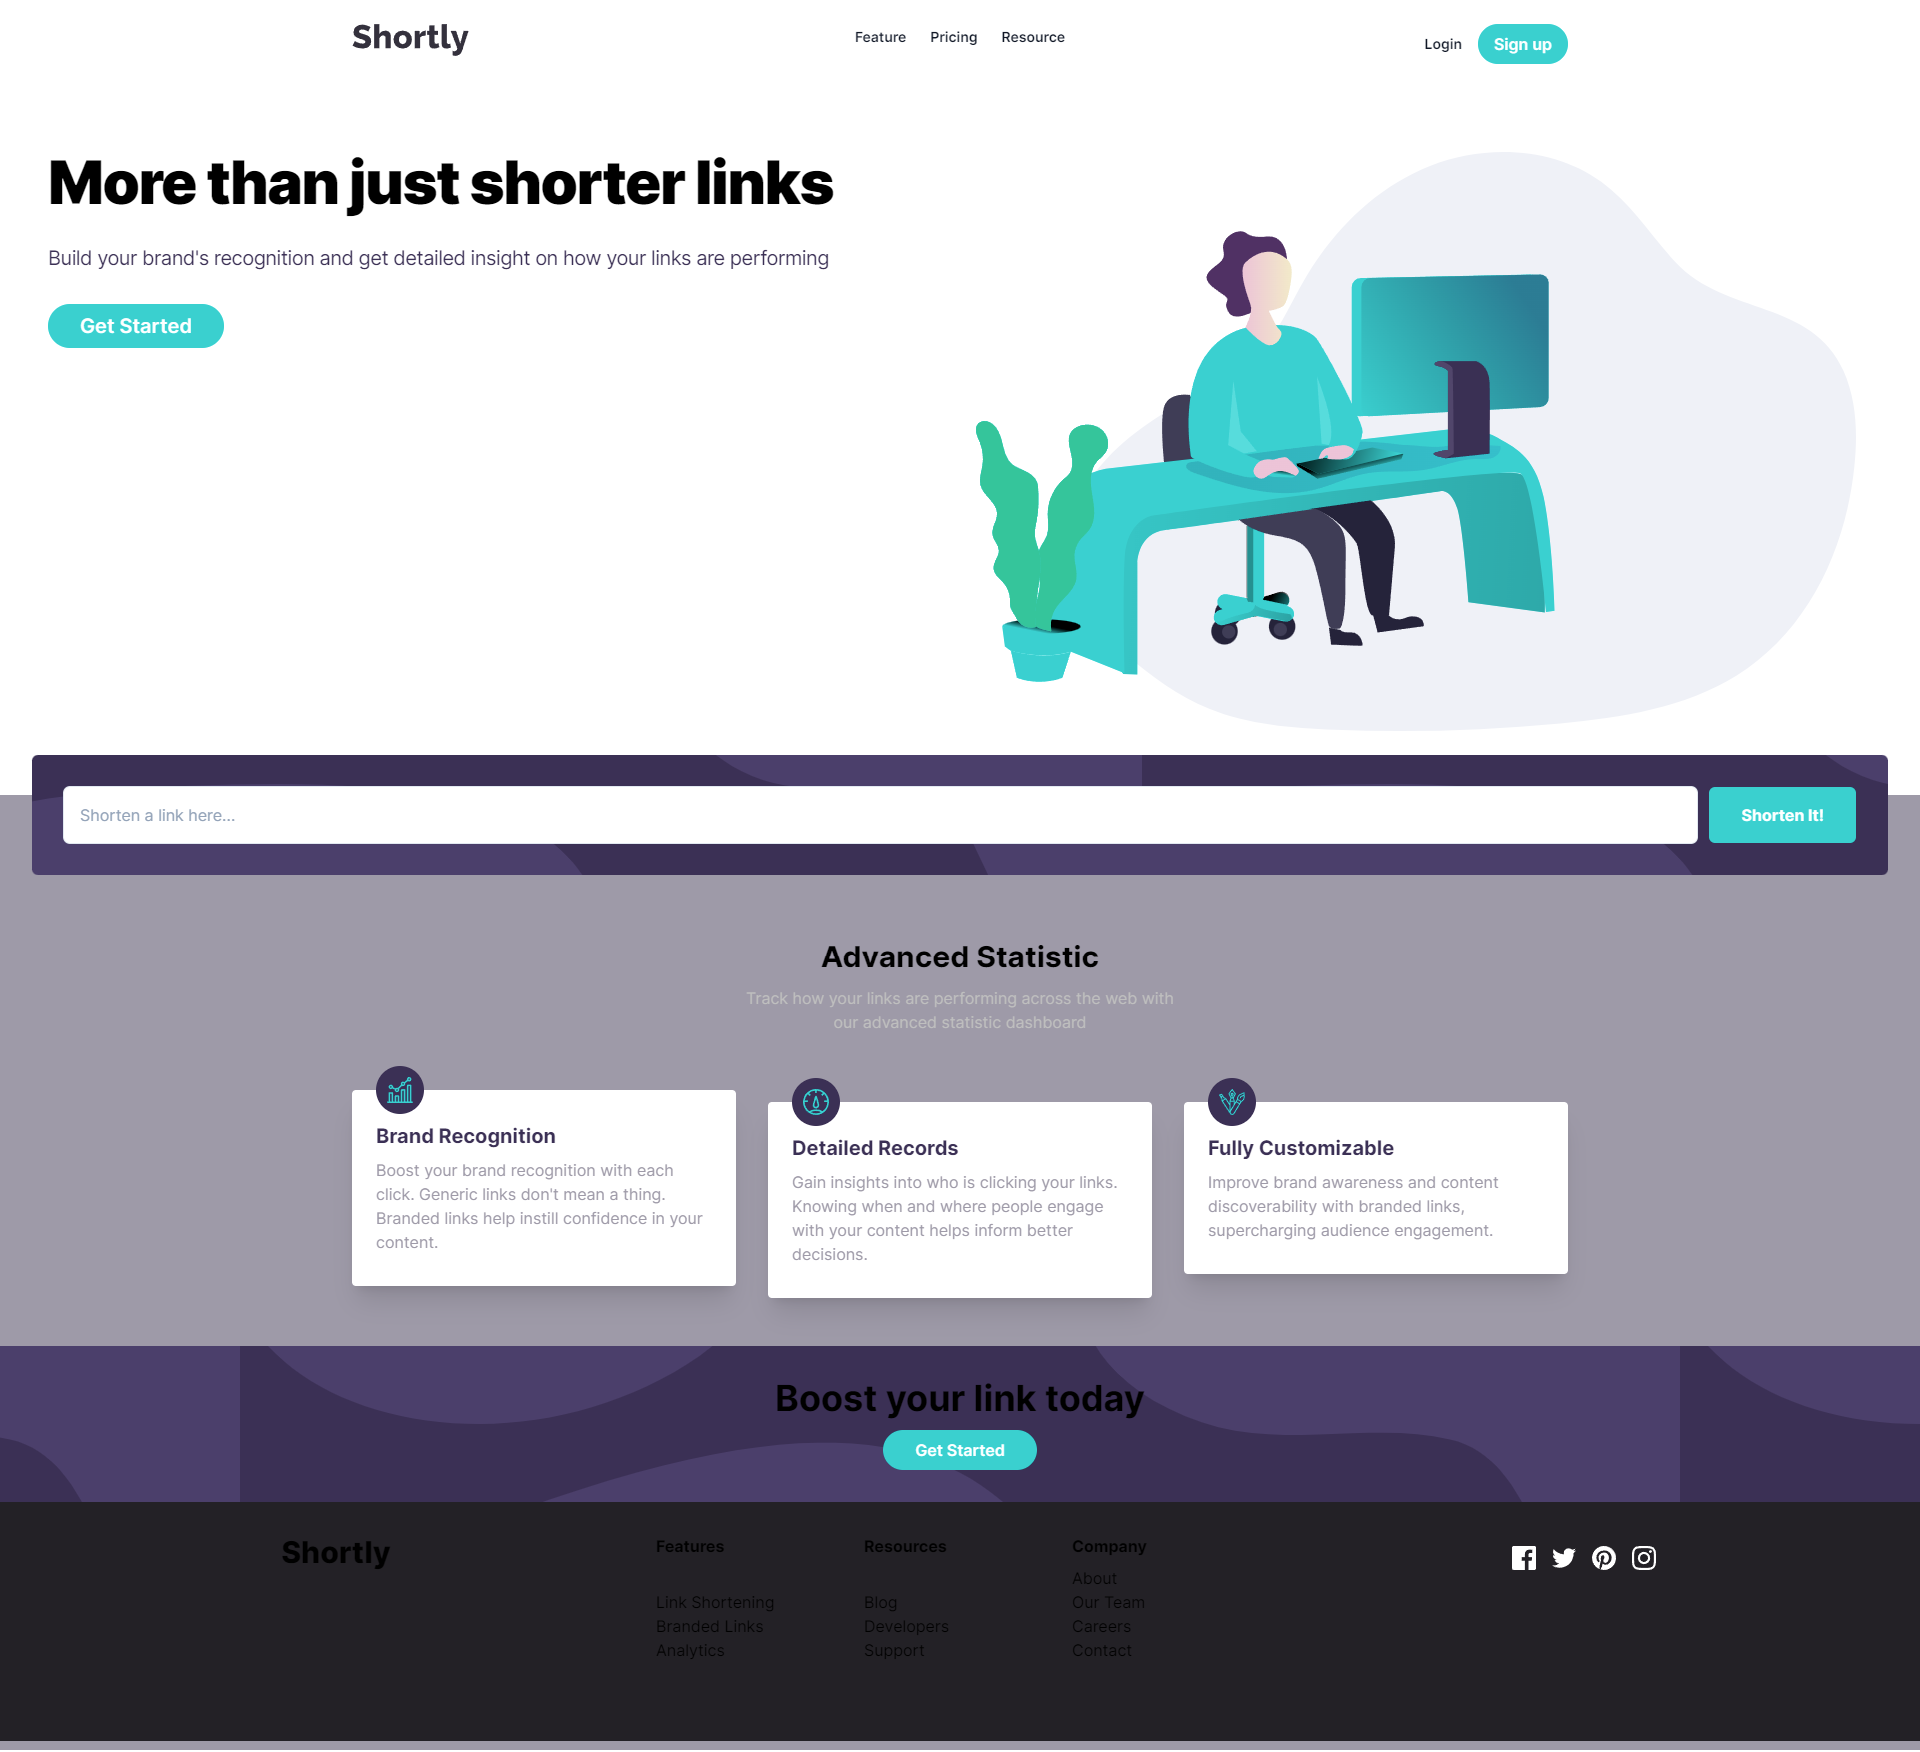 Shortly
Feature
Pricing
Resource
Login
Sign up
More than just shorter links
Build your brand's recognition and get detailed insight on how your links are performing
Get Started
Shorten a link here...
Shorten It!
Advanced Statistic
Track how your links are performing across the web with
our advanced statistic dashboard
Brand Recognition
Boost your brand recognition with each
click. Generic links don't mean a thing.
Branded links help instill confidence in your
content.
Detailed Records
Gain insights into who is clicking your links.
Knowing when and where people engage
with your content helps inform better
decisions.
Fully Customizable
Improve brand awareness and content
discoverability with branded links,
supercharging audience engagement.
Boost your link today
Get Started
Shortly
Features
Link Shortening
Branded Links
Analytics
Resources
Blog
Developers
Support
Company
About
Our Team
Careers
Contact